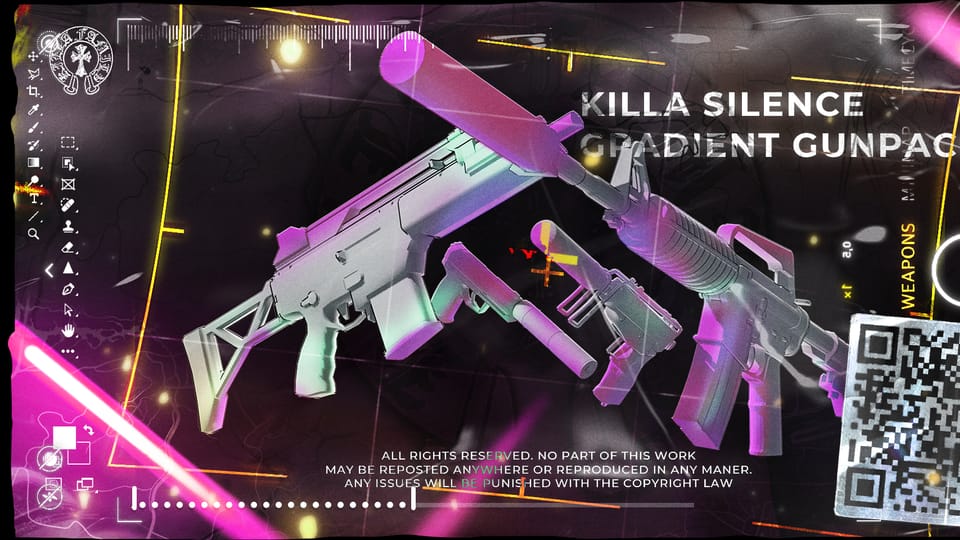 KILLA SILENCE
GRADIENT GUNPAC
WEAPONS
ALL RIGHTS RESERVED. NO PART OF THIS WORK
MAY BE REPOSTED ANYWHERE OR REPRODUCED IN ANY MANER.
ANY ISSUES WILL BE PUNISHED WITH THE COPYRIGHT LAW